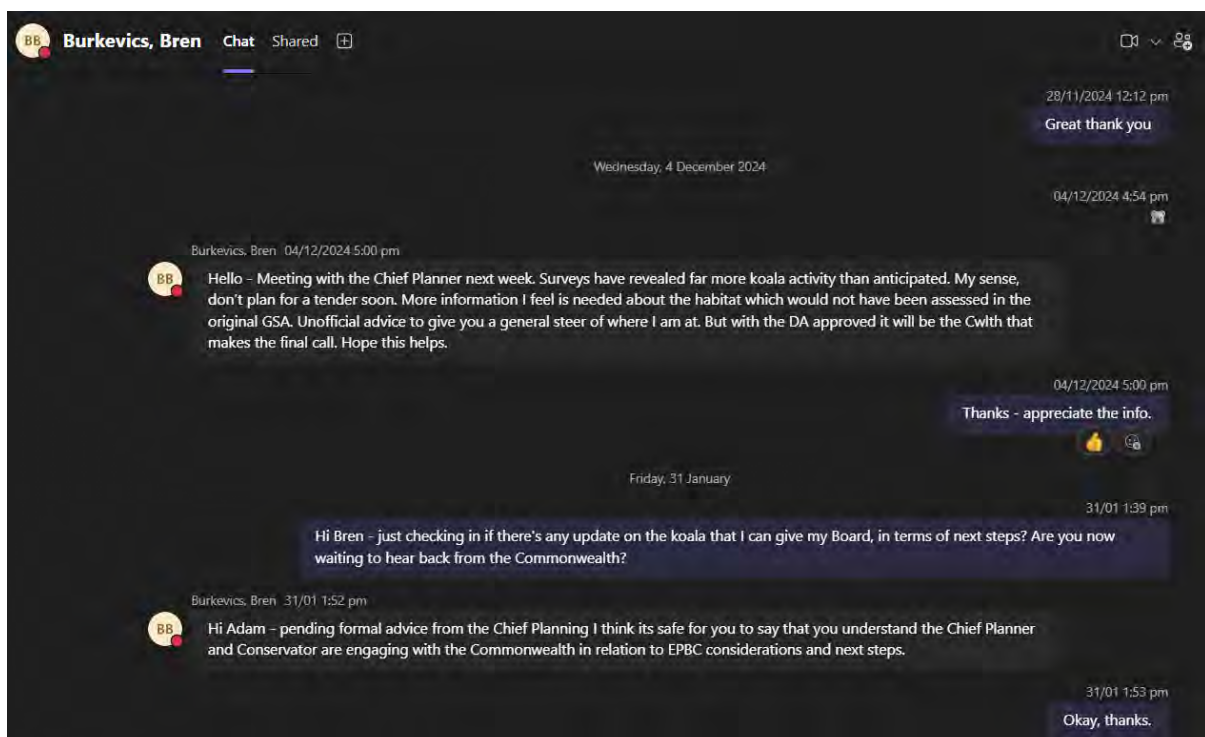 BB Burkevics, Bren Chat Shared
28/11/2024 12:12 pm
Great thank you
Wednesday, 4 December 2024
04/12/2024 4:54 pm
Burkevics, Bren 04/12/2024 5:00 pm
BB
Hello - Meeting with the Chief Planner next week. Surveys have revealed far more koala activity than anticipated. My sense,
don't plan for a tender soon. More information I feel is needed about the habitat which would not have been assessed in the
original GSA. Unofficial advice to give you a general steer of where I am at. But with the DA approved it will be the Cwlth that
makes the final call. Hope this helps.
04/12/2024 5:00 pm
Thanks - appreciate the info.
Friday, 31 January
31/01 1:39 pm
Hi Bren - just checking in if there's any update on the koala that I can give my Board, in terms of next steps? Are you now
waiting to hear back from the Commonwealth?
Burkevics, Bren 31/01 1:52 pm
BB
Hi Adam - pending formal advice from the Chief Planning I think its safe for you to say that you understand the Chief Planner
and Conservator are engaging with the Commonwealth in relation to EPBC considerations and next steps.
31/01 1:53 pm
Okay, thanks.